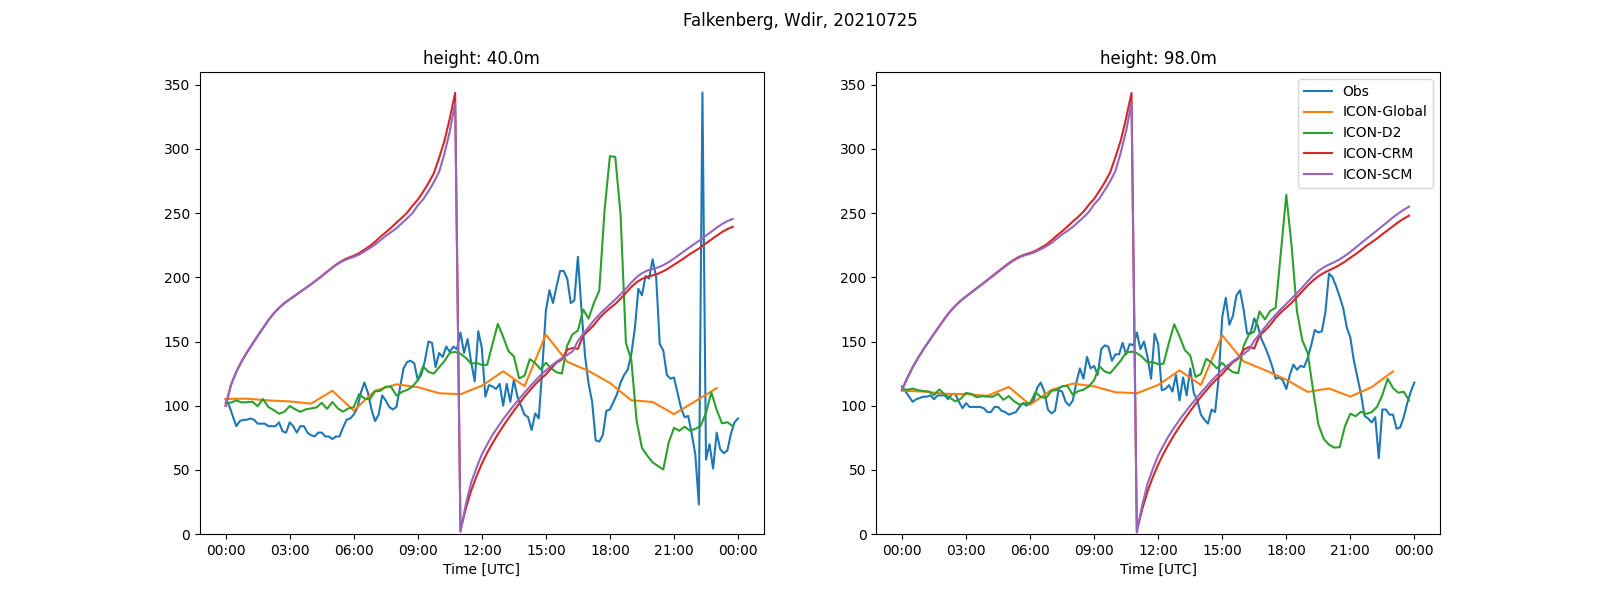 Falkenberg, Wdir, 20210725
height: 40.0m
350
300
250
200
150
100
50
0
00:00 03:00 06:00 09:00 12:00 15:00 18:00 21:00 00:00
Time [UTC]
height: 98.0m
350
300
250
200
150
100
50
0
00:00 03:00 06:00 09:00 12:00 15:00 18:00 21:00 00:00
Time [UTC]
Obs
ICON-Global
ICON-D2
ICON-CRM
ICON-SCM